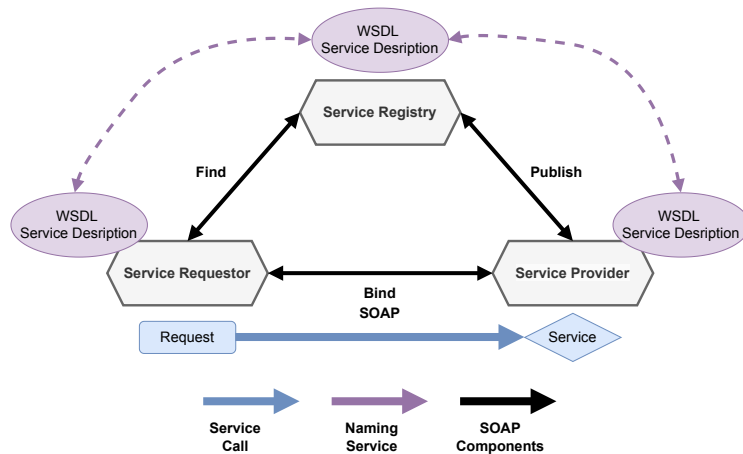 WSDL
Service Desription
Service Registry
Find
Publish
WSDL
Service Desription
WSDL
Service Desription
Service Requestor
Service Provider
Bind
SOAP
Request
Service
Service
Call
Naming
Service
SOAP
Components